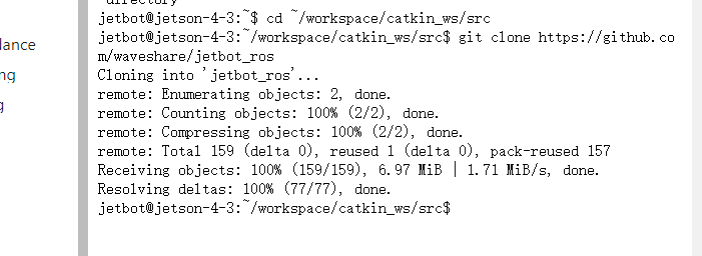 directory
jetbot@jetson-4-3:~$ cd ~/workspace/catkin_ws/src
jetbot@jetson-4-3:~/workspace/catkin_ws/src$ git clone https://github.co
m/waveshare/jetbot_ros
Cloning into 'jetbot_ros'...
remote: Enumerating objects: 2, done.
remote: Counting objects: 100% (2/2), done.
remote: Compressing objects: 100% (2/2), done.
remote: Total 159 (delta 0), reused 1 (delta 0), pack-reused 157
Receiving objects: 100% (159/159), 6.97 MiB | 1.71 MiB/s, done.
Resolving deltas: 100% (77/77), done.
jetbot@jetson-4-3:~/workspace/catkin_ws/src$
lance
ng
g